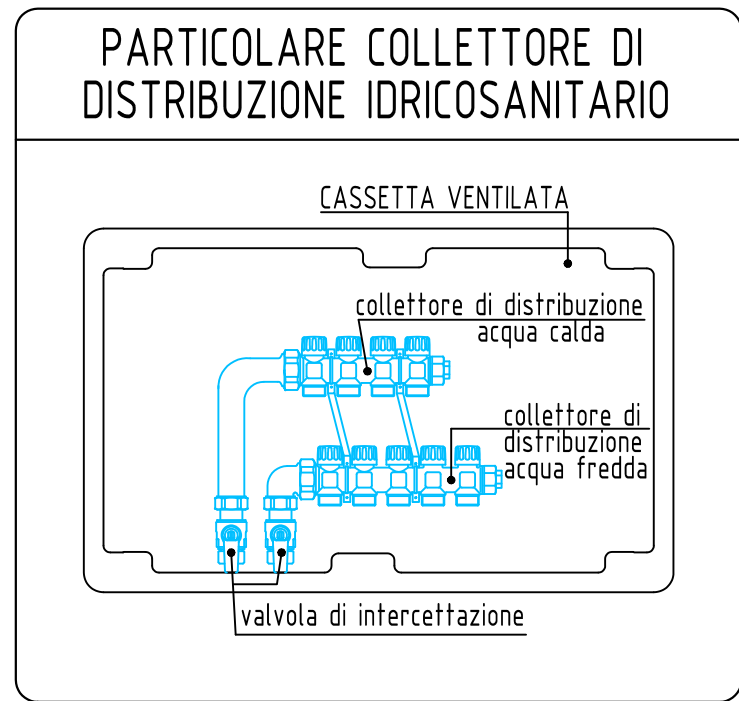 PARTICOLARE COLLETTORE DI
DISTRIBUZIONE IDRICOSANITARIO
CASSETTA VENTILATA
collettore di distribuzione
acqua calda
collettore di
distribuzione
acqua fredda
valvola di intercettazione